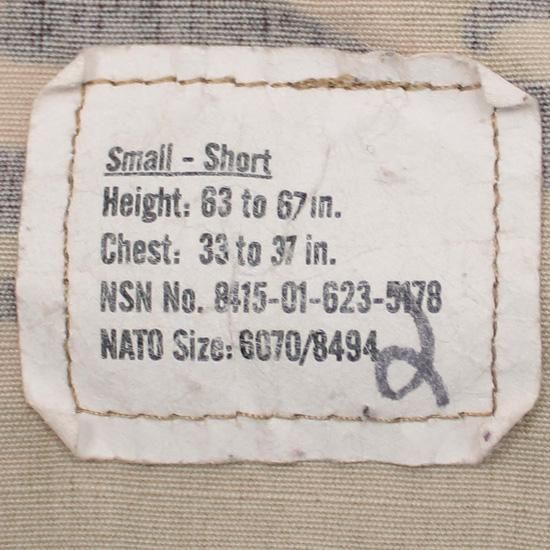 Small - Short
Height: 63 to 67 in.
Chest: 33 to 37 in.
NSN No. 8415-01-623-5178
NATO Size: 6070/8494
2